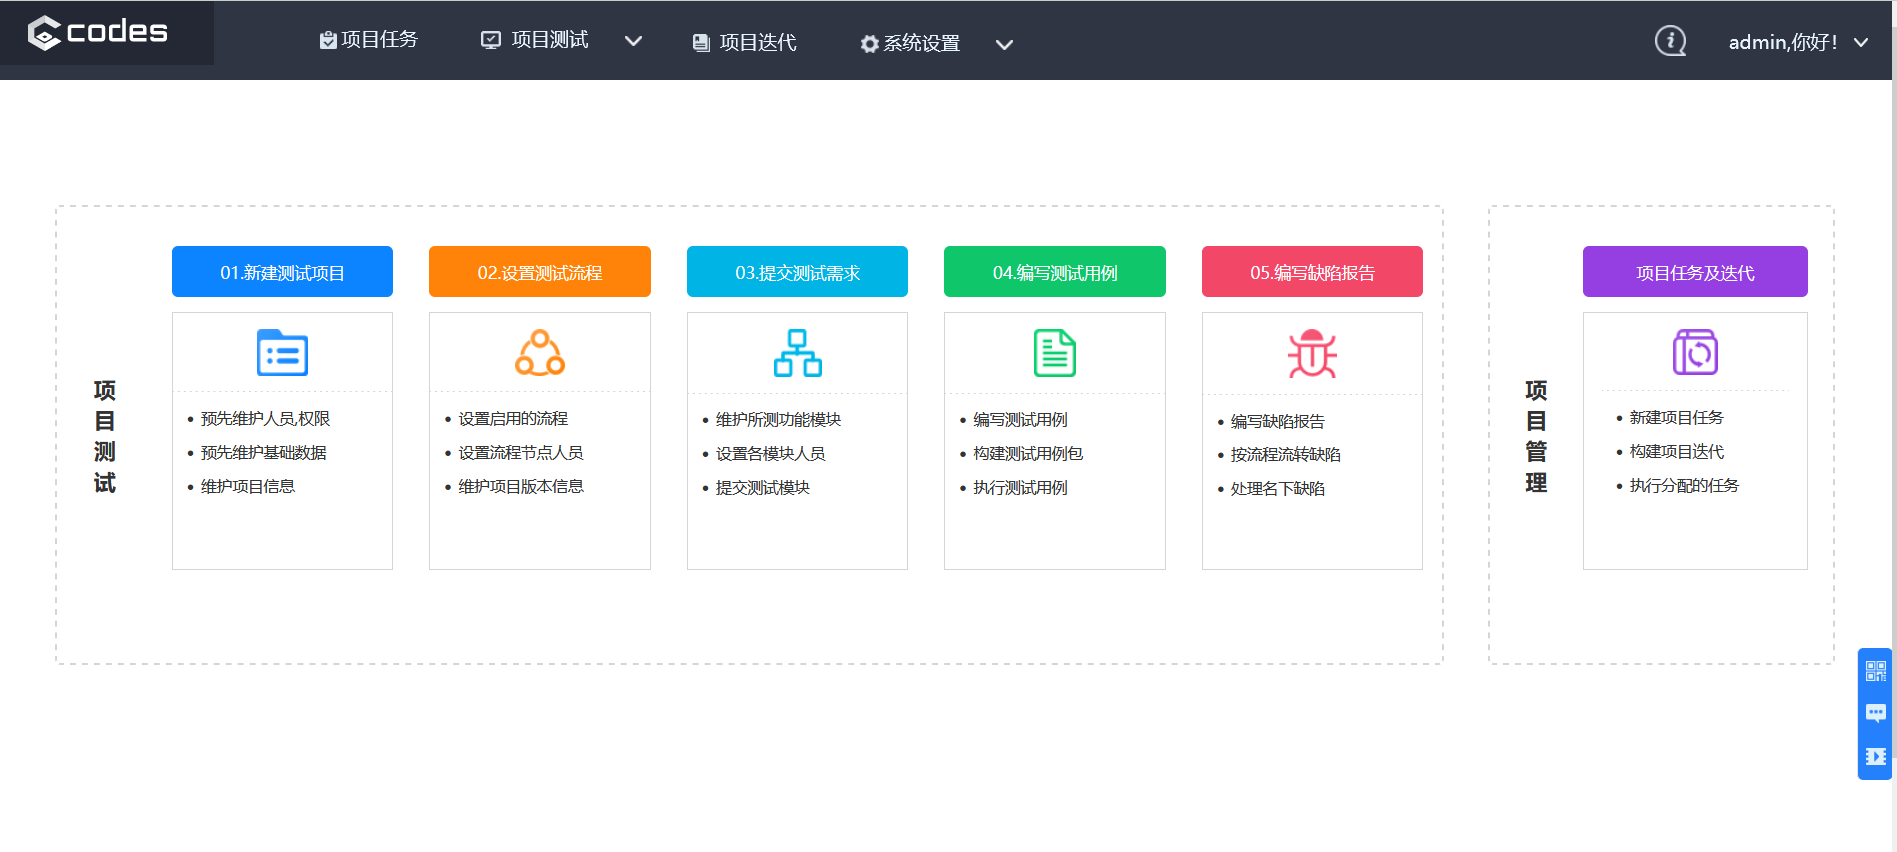 codes
项目任务
项目测试
项目迭代
系统设置
admin,你好!
项目测试
01.新建测试项目
预先维护人员,权限
预先维护基础数据
维护项目信息
02.设置测试流程
设置启用的流程
设置流程节点人员
维护项目版本信息
03.提交测试需求
维护所测功能模块
设置各模块人员
提交测试模块
04.编写测试用例
编写测试用例
构建测试用例包
执行测试用例
05.编写缺陷报告
编写缺陷报告
按流程流转缺陷
处理名下缺陷
项目管理
项目任务及迭代
新建项目任务
构建项目迭代
执行分配的任务